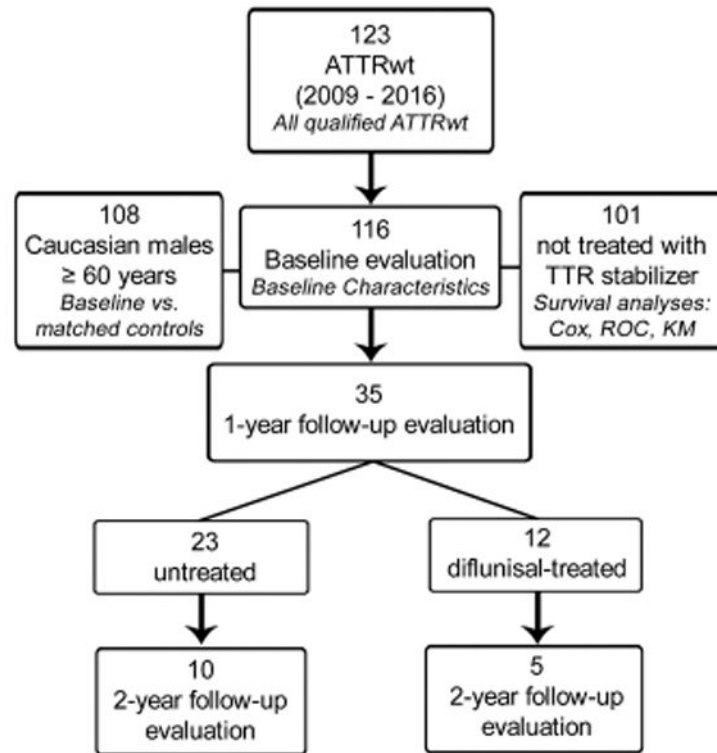 123
ATTRwt
(2009 - 2016)
All qualified ATTRwt
108
Caucasian males
≥ 60 years
Baseline vs.
matched controls
116
Baseline evaluation
Baseline Characteristics
101
not treated with
TTR stabilizer
Survival analyses:
Cox, ROC, KM
35
1-year follow-up evaluation
23
untreated
12
diflunisal-treated
10
2-year follow-up
evaluation
5
2-year follow-up
evaluation